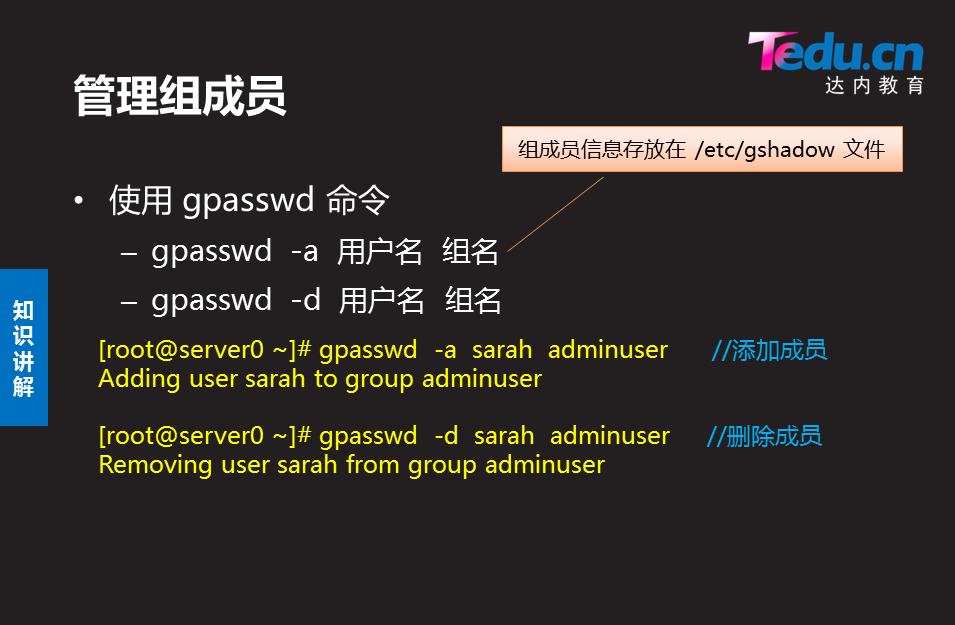 Tedu.cn
达内教育
管理组成员
组成员信息存放在 /etc/gshadow 文件
• 使用 gpasswd 命令
– gpasswd -a 用户名 组名
– gpasswd -d 用户名 组名
知识讲解
[root@server0 ~]# gpasswd -a sarah adminuser //添加成员
Adding user sarah to group adminuser
[root@server0 ~]# gpasswd -d sarah adminuser //删除成员
Removing user sarah from group adminuser